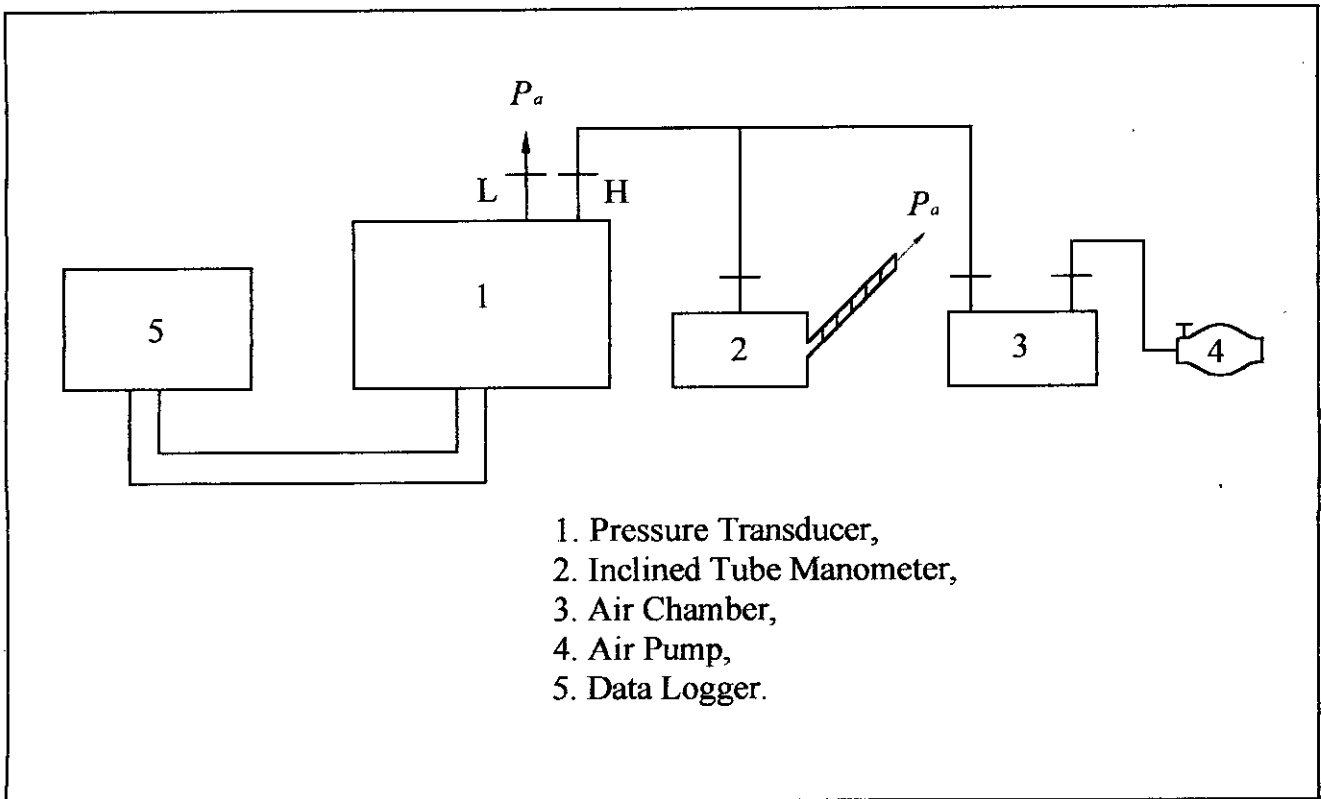 Pa
L H
Pa
5
1
2
3
4
1. Pressure Transducer,
2. Inclined Tube Manometer,
3. Air Chamber,
4. Air Pump,
5. Data Logger.